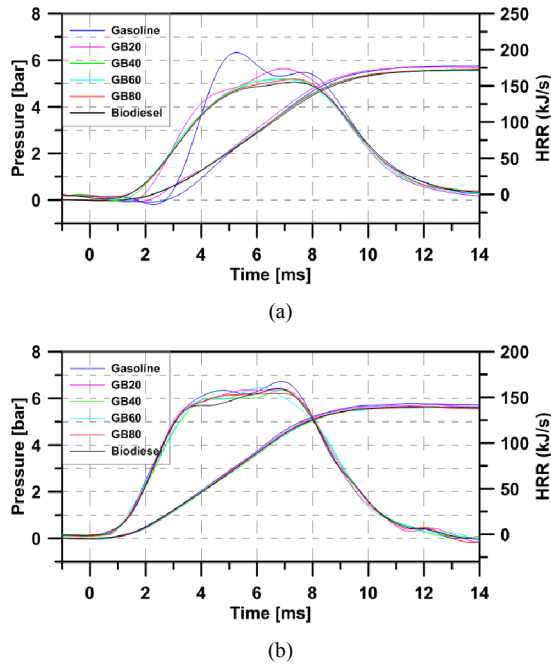 8
6
4
2
0
Pressure [bar]
Gasoline
GB20
GB40
GB60
GB80
Biodiesel
250
200
150
100
50
0
HRR (kJ/s)
0 2 4 6 8 10 12 14
Time [ms]
(a)
8
6
4
2
0
Pressure [bar]
Gasoline
GB20
GB40
GB60
GB80
Biodiesel
200
150
100
50
0
HRR (kJ/s)
0 2 4 6 8 10 12 14
Time [ms]
(b)